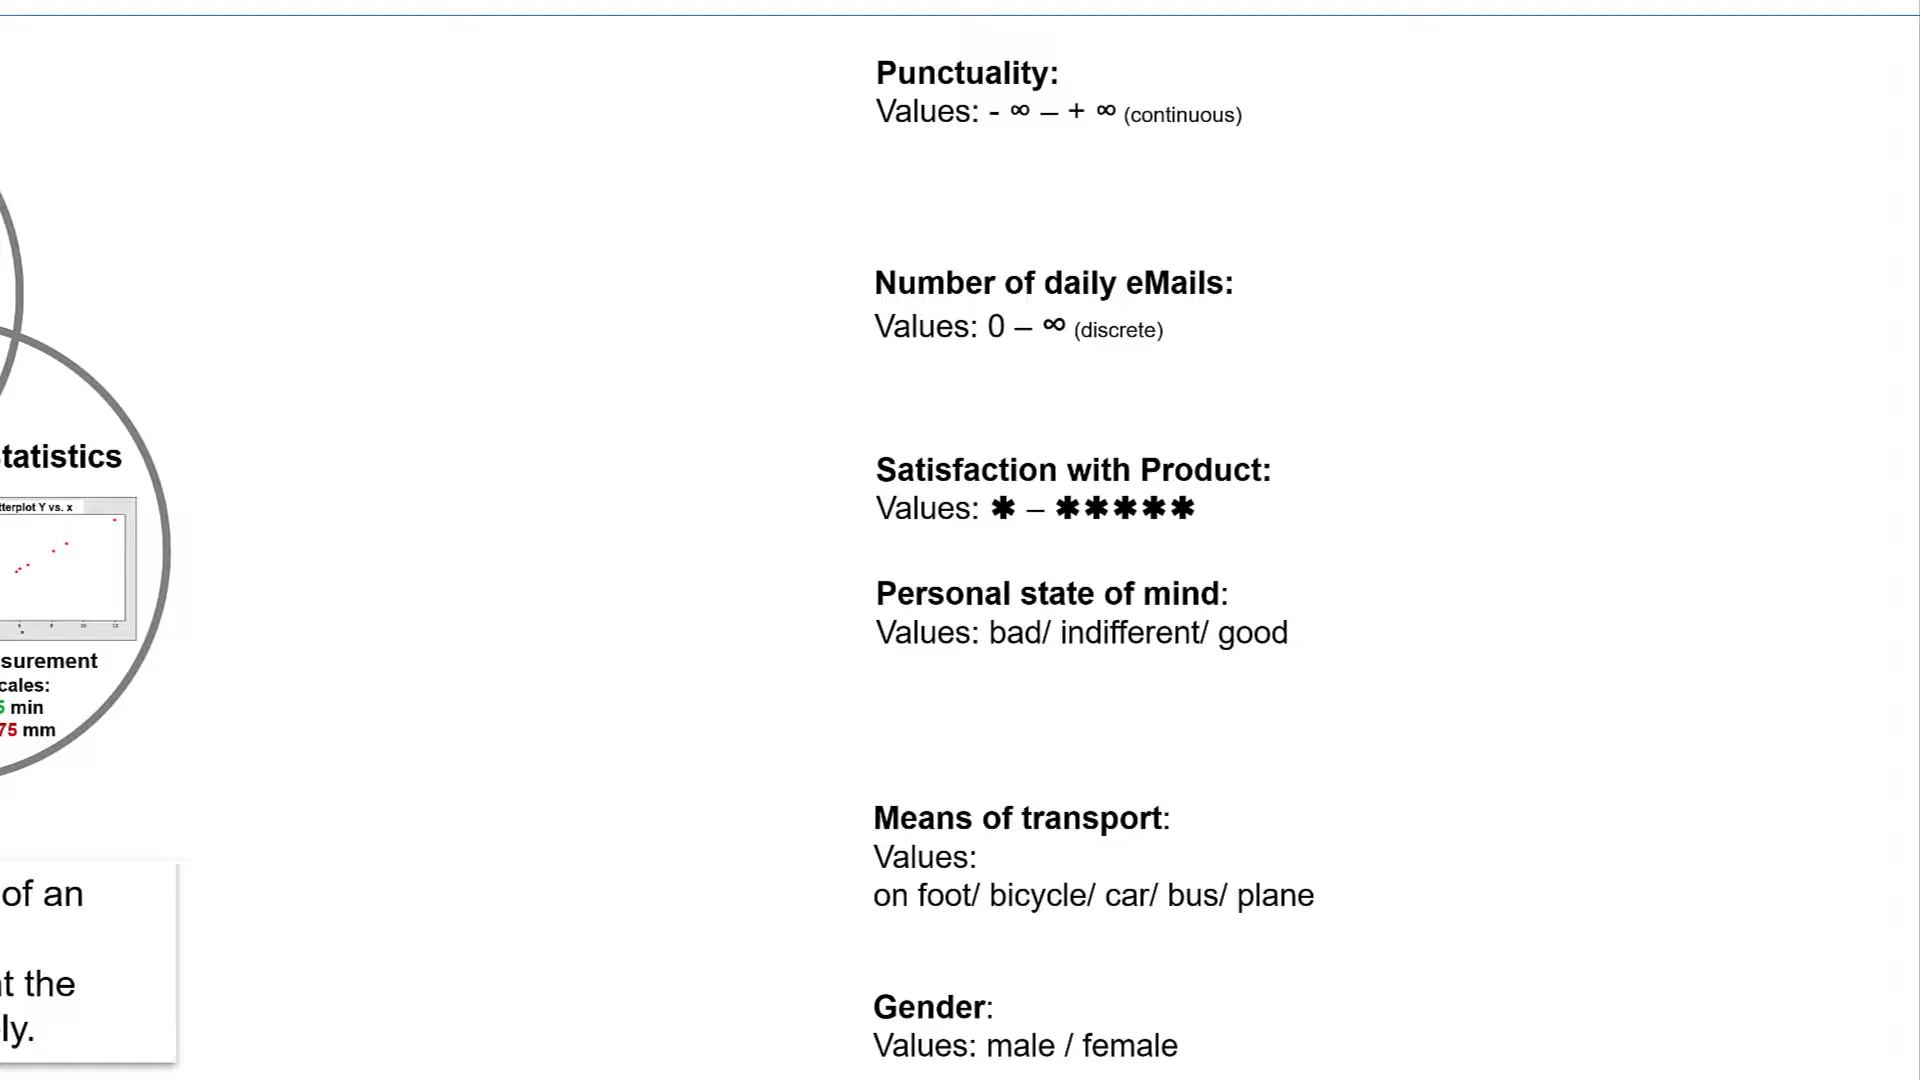 Punctuality:
Values: - ∞ – + ∞ (continuous)
Number of daily eMails:
Values: 0 – ∞ (discrete)
tatistics
Satisfaction with Product:
Values: ✱ – ✱✱✱✱✱
terplot Y vs. x
Personal state of mind:
Values: bad/ indifferent/ good
surement
cales:
5 min
75 mm
Means of transport:
Values:
on foot/ bicycle/ car/ bus/ plane
of an
t the
ly.
Gender:
Values: male / female